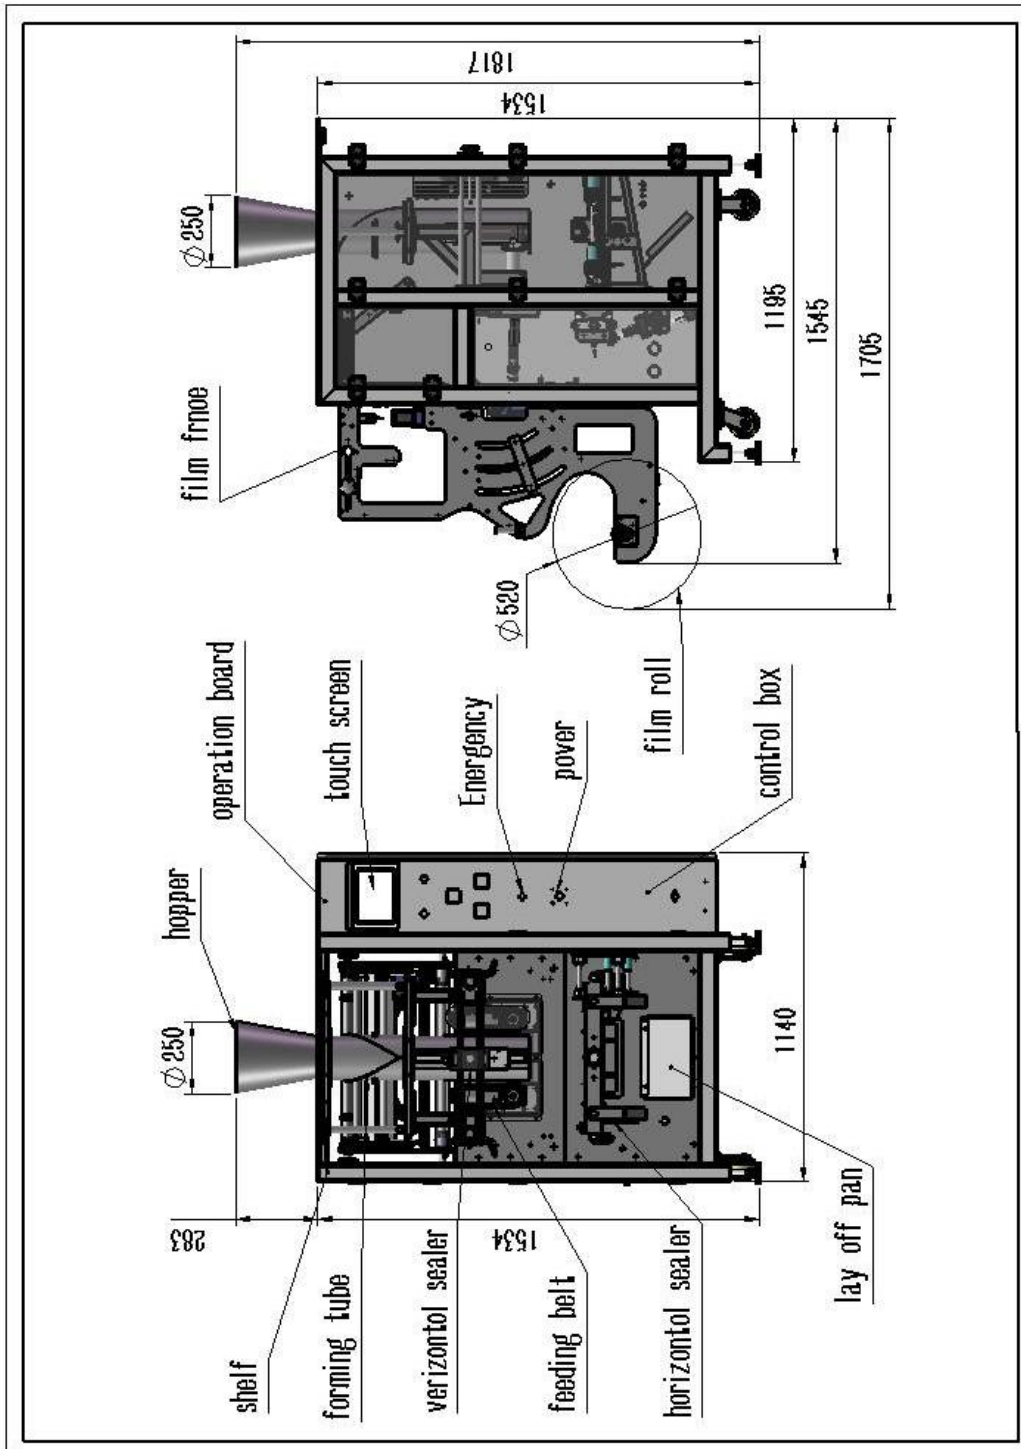 1817
1534
Ø250
film frnoe
1195
1545
1705
Ø520
film roll
operation board
touch screen
Energency
pover
control box
hopper
Ø250
1140
283
1534
shelf
forming tube
verizontol sealer
feeding belt
horizontol sealer
lay off pan